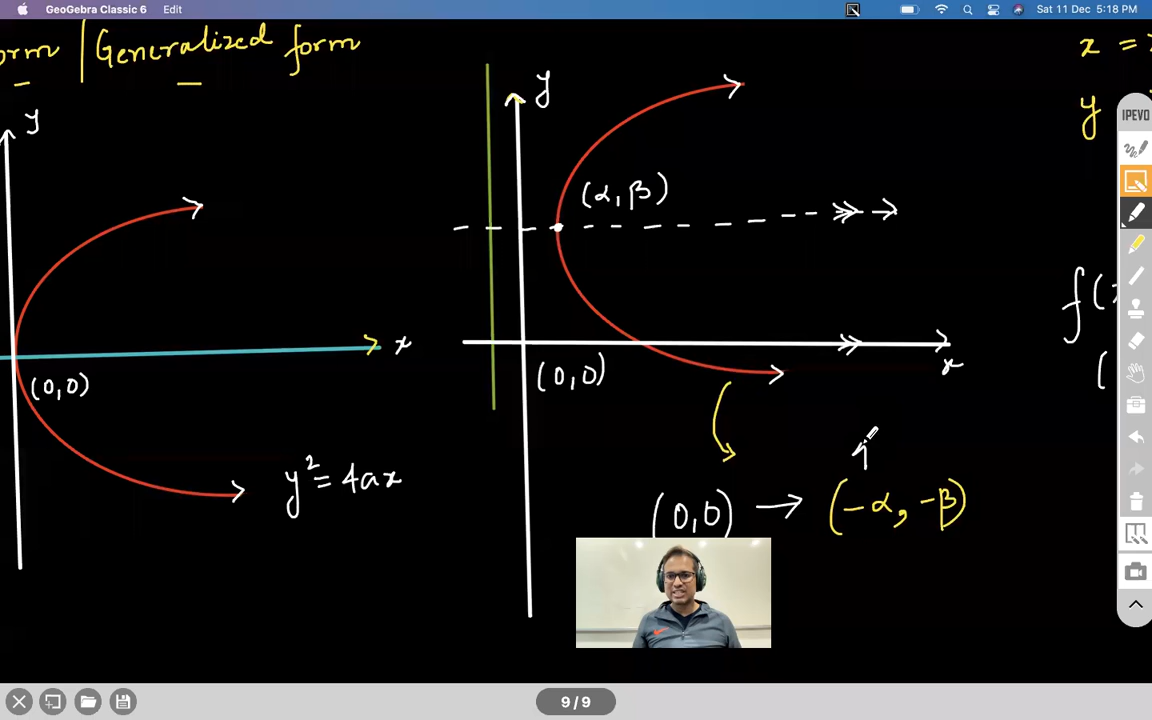 GeoGebra Classic 6 Edit Sat 11 Dec 5:18 PM
orm | Generalized form
x =
y
y
y
IPEVO
(α, β)
f(
x
(0,0)
(0,0)
x
(
y² = 4ax
(0,0) → (-α, -β)
9 / 9